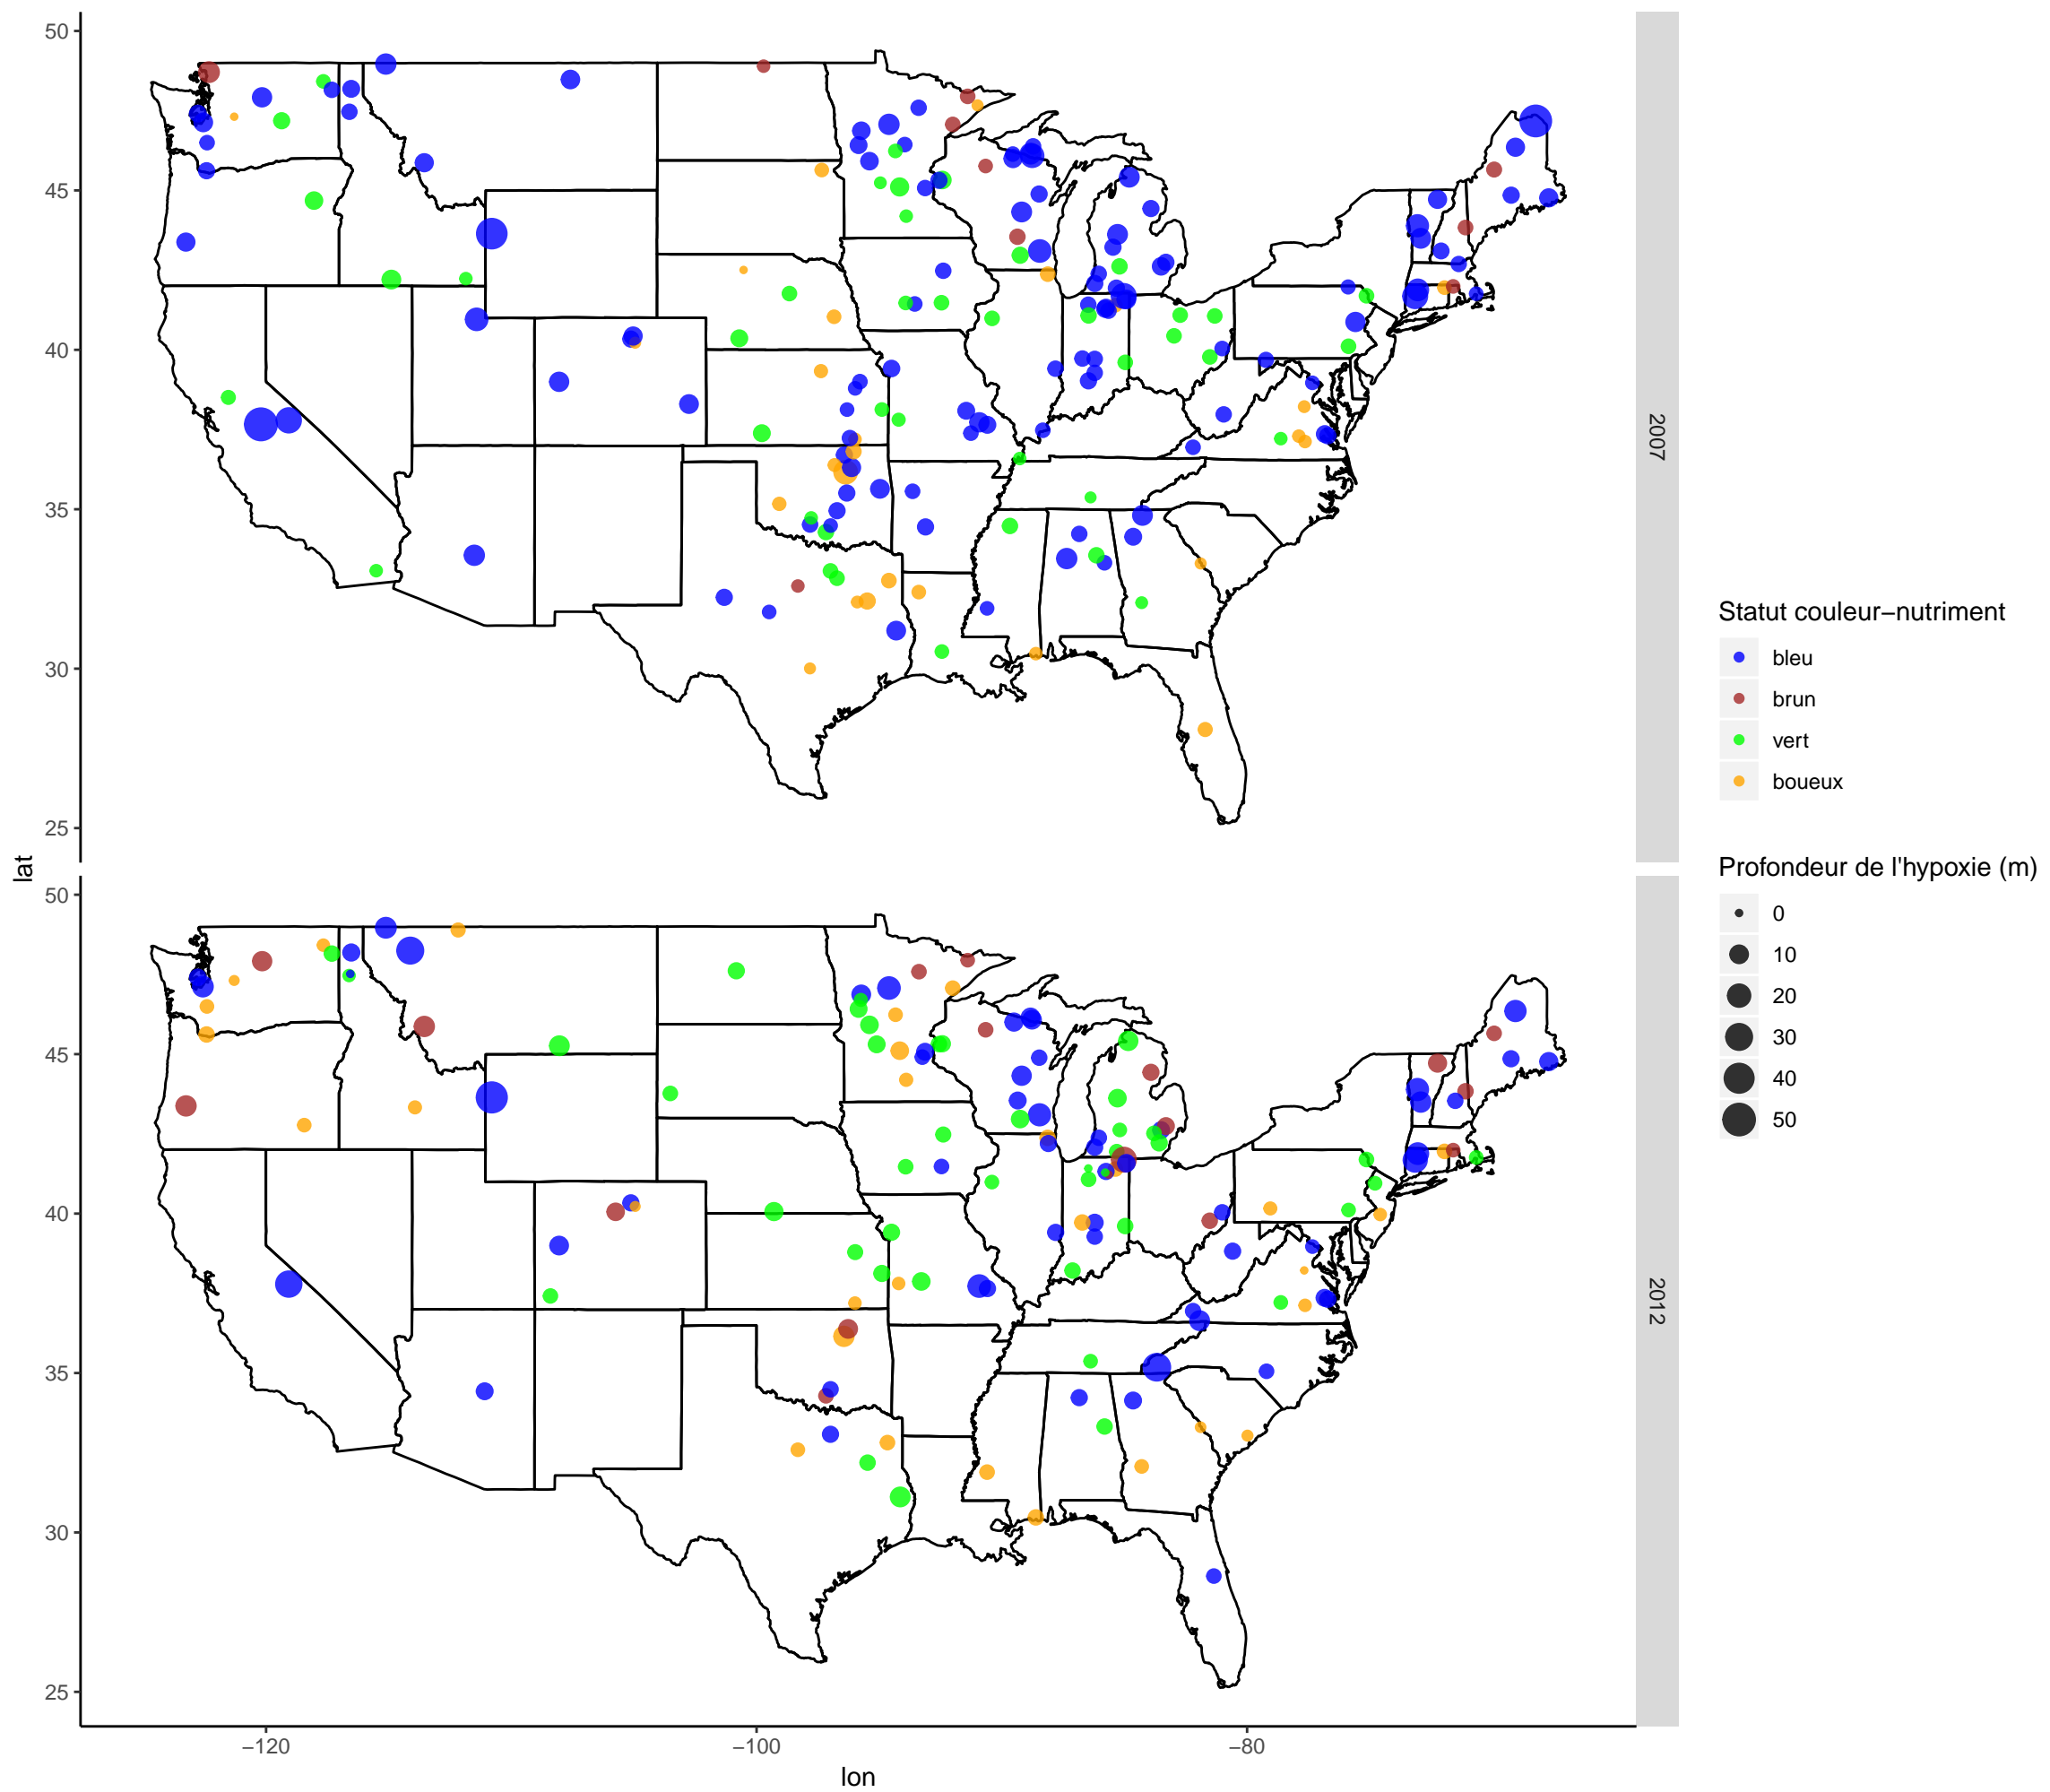 50
45
40
35
30
25
2007
lat
50
45
40
35
30
25
2012
−120
−100
−80
lon
Statut couleur−nutriment
bleu
brun
vert
boueux
Profondeur de l'hypoxie (m)
0
10
20
30
40
50